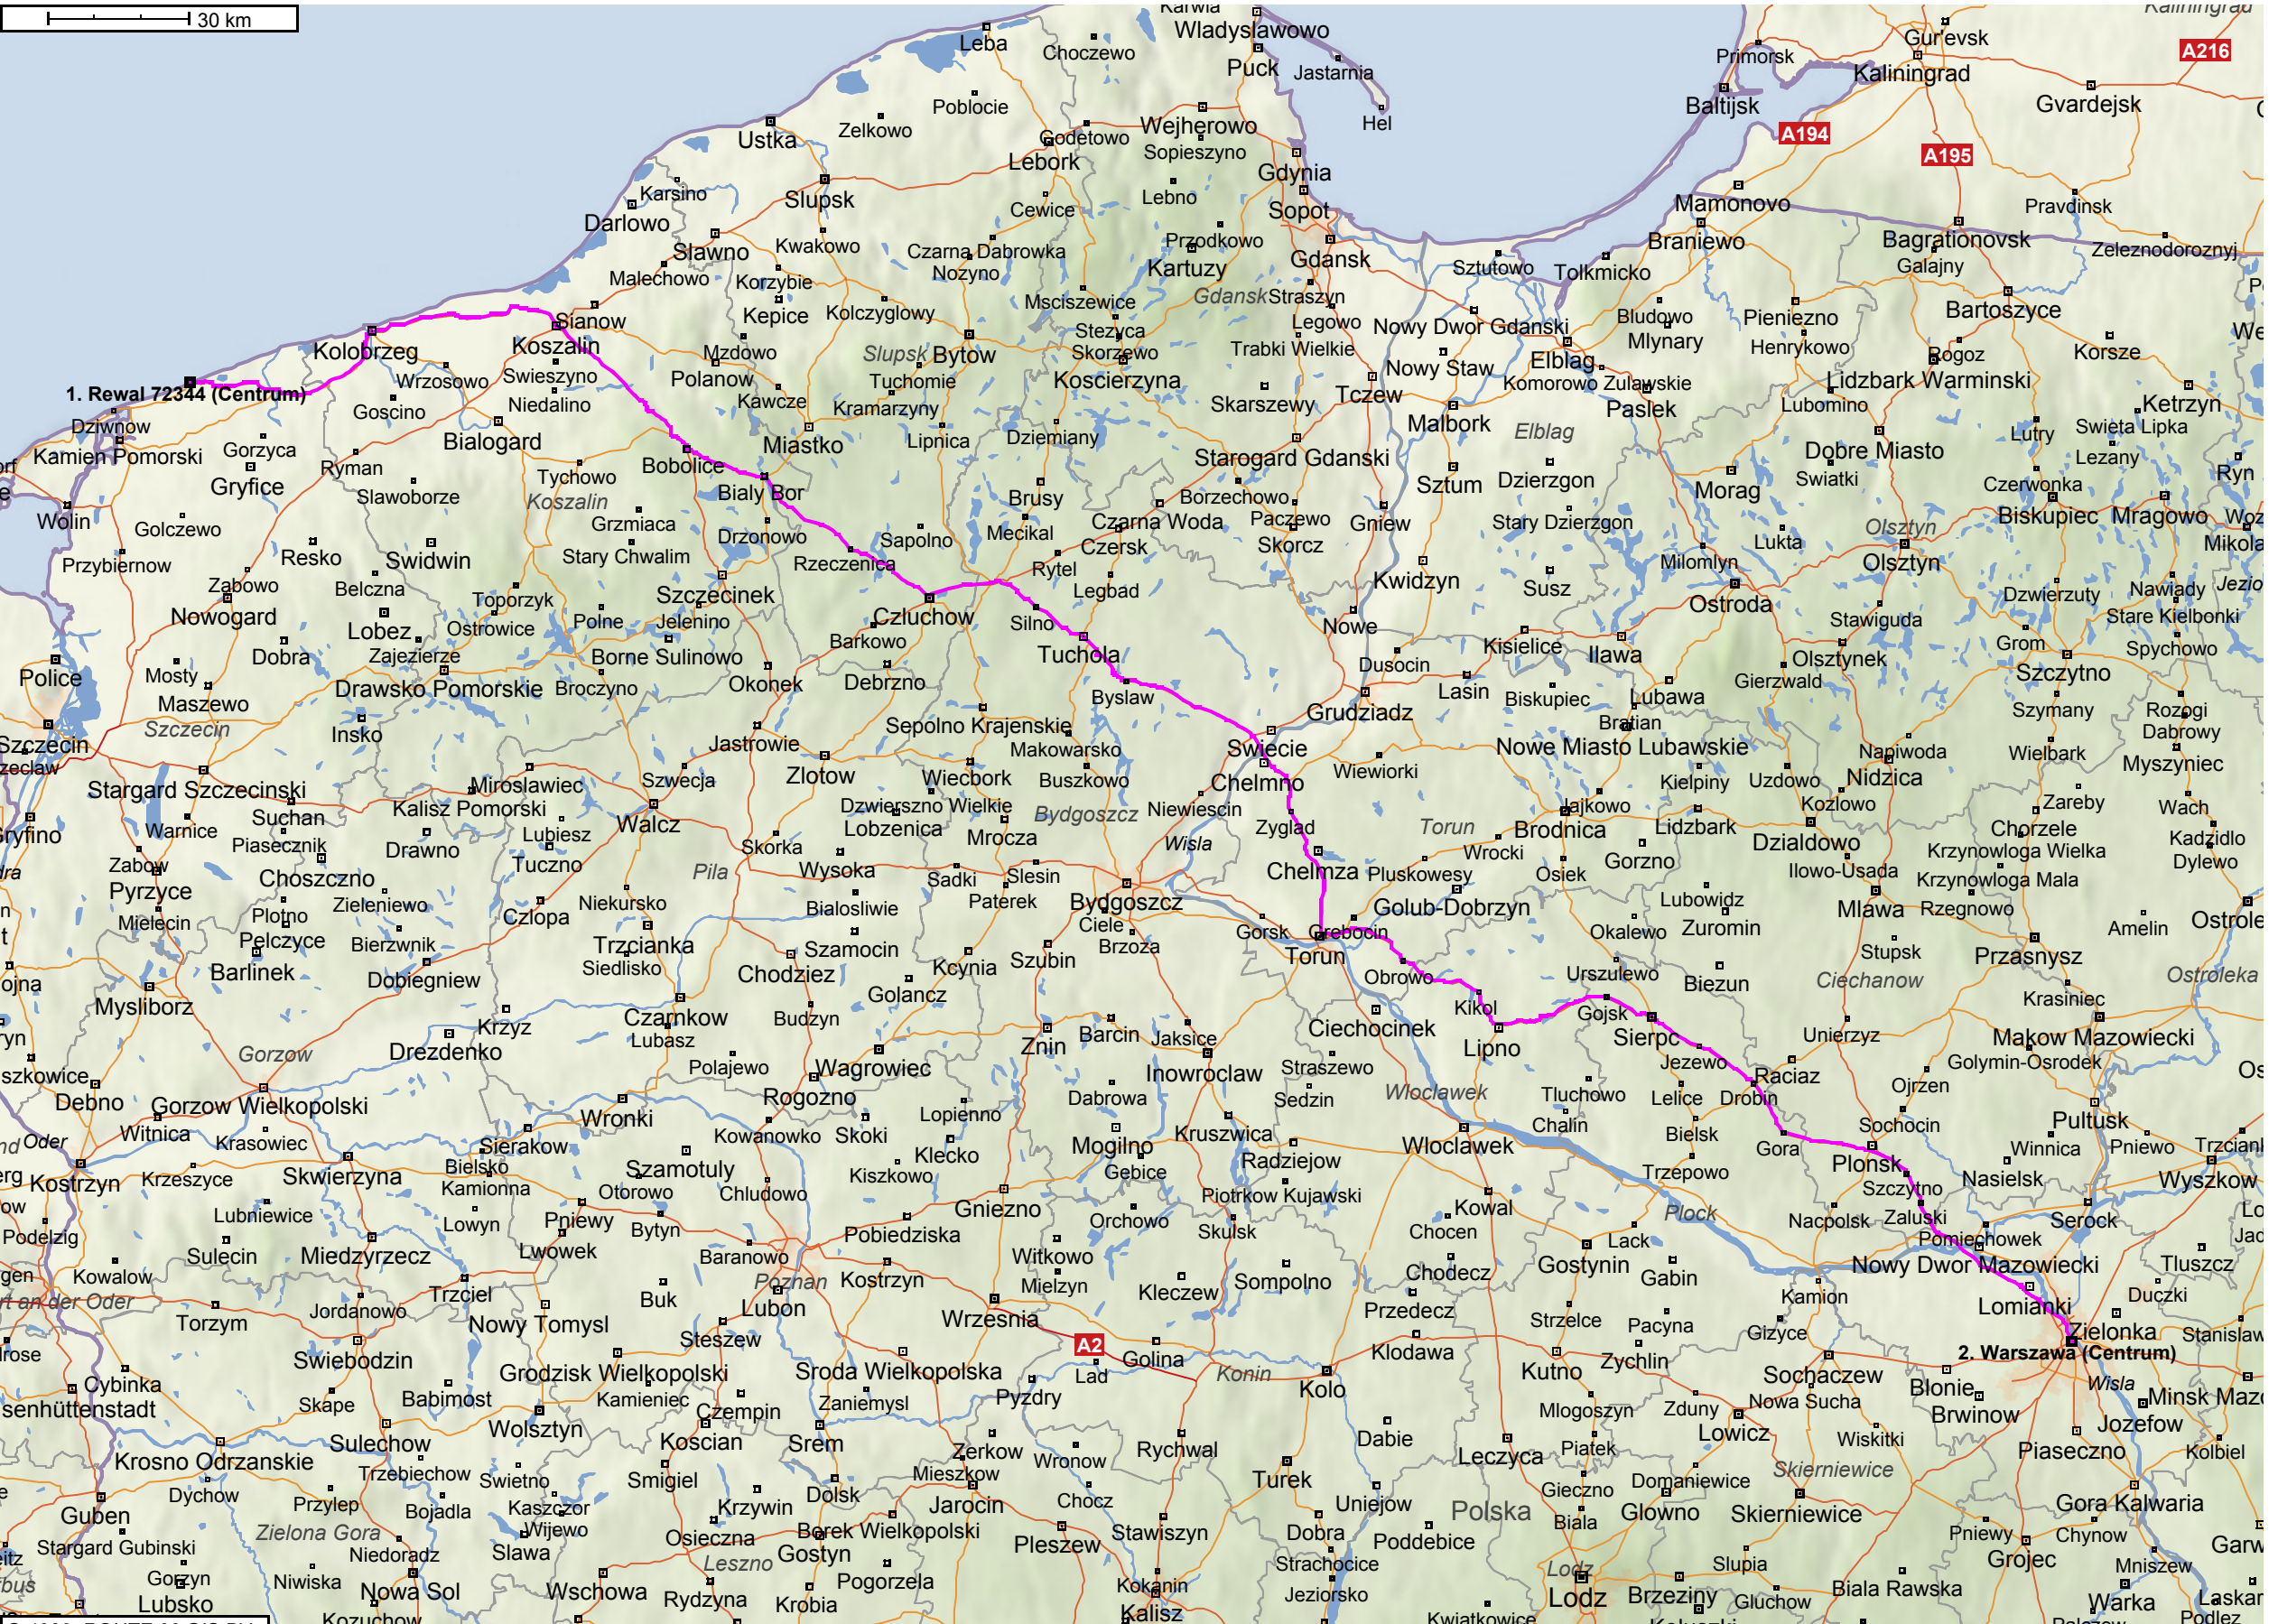 30 km
Karwia
Wladyslawowo
Kaliningrad
Leba
Choczewo
Puck
Jastarnia
Hel
Primorsk
Gur'evsk
Kaliningrad
A216
Baltijsk
Gvardejsk
A194
A195
Poblocie
Ustka
Zelkowo
Godetowo
Lebork
Wejherowo
Sopieszyno
Gdynia
Slupsk
Karsino
Darlowo
Cewice
Lebno
Sopot
Mamonovo
Pravdinsk
Braniewo
Bagrationovsk
Galajny
Zeleznodoroznyj
Slawno
Kwakowo
Czarna Dabrowka
Nozyno
Przodkowo
Kartuzy
Gdansk
Sztutowo
Tolkmicko
Malechowo
Korzybie
Kepice
Kolczyglowy
Msciszewice
Gdansk
Straszyn
Legowo
Nowy Dwor Gdanski
Bludowo
Mlynary
Pieniezno
Henrykowo
Bartoszyce
Sianow
Koszalin
Kolobrzeg
Mzdowo
Slupsk
Bytow
Stezyca
Skorzewo
Trabki Wielkie
Elblag
Rogoz
Korsze
1. Rewal 72344 (Centrum)
Wrzosowo
Swieszyno
Niedalino
Polanow
Kawcze
Tuchomie
Kramarzyny
Koscierzyna
Skarszewy
Tczew
Nowy Staw
Komorowo Zulawskie
Paslek
Lidzbark Warminski
Lubomino
Ketrzyn
Dziwnow
Goscino
Malbork
Elblag
Lutry
Swieta Lipka
Kamien Pomorski
Gorzyca
Bialogard
Miastko
Lipnica
Dziemiany
Starogard Gdanski
Dobre Miasto
Lezany
Gryfice
Ryman
Slawoborze
Tychowo
Koszalin
Bobolice
Bialy Bor
Brusy
Borzechowo
Sztum
Dzierzgon
Morag
Swiatki
Czerwonka
Ryn
Wolin
Golczewo
Grzmiaca
Drzonowo
Sapolno
Mecikal
Czarna Woda
Paczewo
Gniew
Stary Dzierzgon
Olsztyn
Biskupiec
Mragowo
Przybiernow
Resko
Swidwin
Stary Chwalim
Rzeczenica
Czersk
Skorcz
Lukta
Milomlyn
Olsztyn
Zabowo
Belczna
Nowogard
Toporzyk
Szczecinek
Rytel
Legbad
Kwidzyn
Susz
Ostroda
Dzwierzuty
Nawiady
Stare Kielbonki
Lobez
Ostrowice
Polne
Jelenino
Czluchow
Silno
Barkowo
Nowe
Stawiguda
Grom
Dobra
Zajezierze
Borne Sulinowo
Tuchola
Kisielice
Ilawa
Olsztynek
Spychowo
Police
Mosty
Maszewo
Drawsko Pomorskie
Broczyno
Okonek
Debrzno
Byslaw
Dusocin
Lasin
Biskupiec
Lubawa
Gierzwald
Szczytno
Szczecin
Szczecin
Insko
Jastrowie
Sepolno Krajenskie
Makowarsko
Swiecie
Grudziadz
Bratian
Nowe Miasto Lubawskie
Szymany
Rozogi
Dabrowy
Napiwoda
Wielbark
Stargard Szczecinski
Miroslawiec
Szwecja
Zlotow
Wiecbork
Buszkowo
Chelmno
Wiewiorki
Kielpiny
Uzdowo
Nidzica
Myszyniec
Suchan
Kalisz Pomorski
Walcz
Dzwierszno Wielkie
Lobzenica
Bydgoszcz
Niewiescin
Jajkowo
Kozlowo
Zareby
Wach
Warnice
Piasecznik
Drawno
Lubiesz
Tuczno
Skorka
Mrocza
Wisla
Zyglad
Torun
Wrocki
Brodnica
Lidzbark
Dzialdowo
Chorzele
Kadzidlo
Zabow
Pyrzyce
Choszczno
Pila
Wysoka
Sadki
Slesin
Chelmza
Pluskowesy
Osiek
Gorzno
Ilowo-Usada
Krzynowloga Wielka
Krzynowloga Mala
Dylewo
Mielecin
Plotno
Pelczyce
Zieleniewo
Czlopa
Niekursko
Bialosliwie
Paterek
Bydgoszcz
Ciele
Brzoza
Gorsk
Grebocin
Golub-Dobrzyn
Lubowidz
Zuromin
Mlawa
Rzegnowo
Amelin
Barlinek
Bierzwnik
Trzcianka
Siedlisko
Szamocin
Kcynia
Szubin
Torun
Okalewo
Stupsk
Przasnysz
Mysliborz
Dobiegniew
Chodziez
Golancz
Obrowo
Urszulewo
Biezun
Ciechanow
Ostroleka
Krzyz
Czarnkow
Lubasz
Budzyn
Znin
Barcin
Jaksice
Ciechocinek
Kikol
Gojsk
Krasiniec
Drezdenko
Gorzow
Lipno
Sierpc
Unierzyz
Makow Mazowiecki
Polajewo
Wagrowiec
Inowroclaw
Straszewo
Jezewo
Raciaz
Golymin-Osrodek
Debno
Gorzow Wielkopolski
Wronki
Rogozno
Dabrowa
Sedzin
Wloclawek
Tluchowo
Lelice
Drobin
Ojrzen
Witnica
Krasowiec
Sierakow
Kowanowko
Skoki
Lopienno
Mogilno
Kruszwica
Wloclawek
Chalin
Bielsk
Gora
Sochocin
Pultusk
Kostrzyn
Krzeszyce
Skwierzyna
Bielsko
Kamionna
Szamotuly
Otorowo
Chludowo
Klecko
Kiszkowo
Gebice
Radziejow
Trzepowo
Plonsk
Szczytno
Winnica
Pniewo
Nasielsk
Wyszkow
Lubniewice
Lowyn
Pniewy
Bytyn
Gniezno
Orchowo
Piotrkow Kujawski
Skulsk
Kowal
Chocen
Plock
Nacpolsk
Zaluski
Serock
Podelzig
Sulecin
Miedzyrzecz
Lwowek
Baranowo
Pobiedziska
Witkowo
Lack
Pomiechowek
Kowalow
Trzciel
Buk
Poznan
Lubon
Kostrzyn
Mielzyn
Kleczew
Sompolno
Chodecz
Gostynin
Gabin
Nowy Dwor Mazowiecki
Tluszcz
Torzym
Jordanowo
Nowy Tomysl
Steszew
Wrzesnia
Przedecz
Strzelce
Pacyna
Kamion
Gizyce
Lomianki
Duczki
Swiebodzin
Grodzisk Wielkopolski
Sroda Wielkopolska
A2
Lad
Golina
Konin
Kolo
Klodawa
Kutno
Zychlin
Sochaczew
Zielonka
2. Warszawa (Centrum)
Cybinka
Skape
Babimost
Kamieniec
Czempin
Zaniemysl
Pyzdry
Mlogoszyn
Zduny
Nowa Sucha
Blonie
Brwinow
Wisla
Sulechow
Wolsztyn
Koscian
Srem
Zerkow
Wronow
Rychwal
Dabie
Leczyca
Piatek
Lowicz
Wiskitki
Piaseczno
Jozefow
Kolbiel
Krosno Odrzanskie
Trzebiechow
Swietno
Smigiel
Mieszkow
Turek
Domaniewice
Skierniewice
Guben
Dychow
Przylep
Bojadla
Kaszczor
Wijewo
Krzywin
Dolsk
Jarocin
Chocz
Uniejow
Polska
Gieczno
Glowno
Skierniewice
Gora Kalwaria
Stargard Gubinski
Zielona Gora
Niedoradz
Slawa
Osieczna
Borek Wielkopolski
Pleszew
Stawiszyn
Dobra
Poddebice
Biala
Pniewy
Chynow
Gorzyn
Lubsko
Niwiska
Nowa Sol
Wschowa
Leszno
Rydzyna
Gostyn
Pogorzela
Krobia
Kokanin
Kalisz
Strachocice
Jeziorsko
Lodz
Lodz
Brzeziny
Slupia
Gluchow
Biala Rawska
Grojec
Mniszew
Warka
Kozuchow
Kwiatkowice